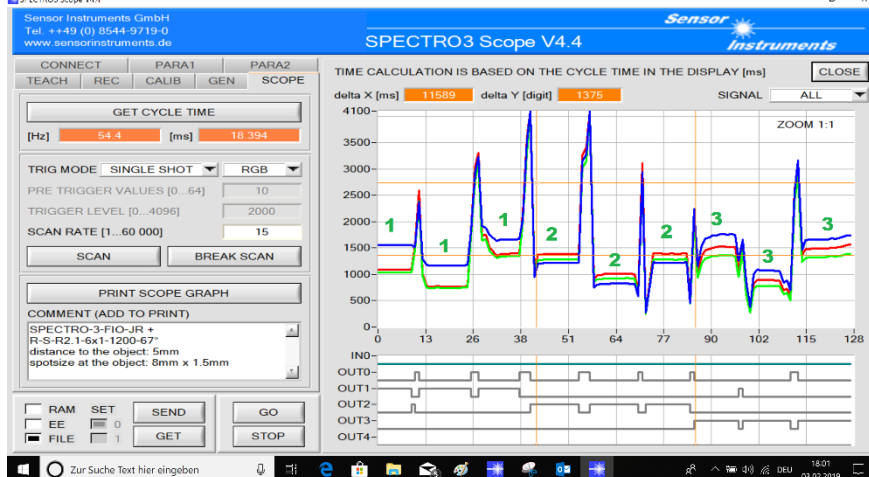 SPECTRO3 Scope V4.4
Sensor Instruments GmbH
Tel. ++49 (0) 8544-9719-0
www.sensorinstruments.de
SPECTRO3 Scope V4.4
Sensor
Instruments
CONNECT PARA1 PARA2
TEACH REC CALIB GEN SCOPE
GET CYCLE TIME
[Hz] 54.4 [ms] 18.394
TRIG MODE SINGLE SHOT RGB
PRE TRIGGER VALUES [0...64] 10
TRIGGER LEVEL [0...4096] 2000
SCAN RATE [1...60 000] 15
SCAN BREAK SCAN
PRINT SCOPE GRAPH
COMMENT (ADD TO PRINT)
SPECTRO-3-FIO-JR +
R-S-R2.1-6x1-1200-67°
distance to the object: 5mm
spotsize at the object: 8mm x 1.5mm
RAM SET SEND GO
EE 0
FILE 1 GET STOP
TIME CALCULATION IS BASED ON THE CYCLE TIME IN THE DISPLAY [ms] CLOSE
delta X [ms] 11589 delta Y [digit] 1375 SIGNAL ALL
ZOOM 1:1
4100
3500
3000
2500
2000
1500
1000
500
0
1 1 1 2 2 2 3 3 3
0 13 26 38 51 64 77 90 102 115 128
IN0
OUT0
OUT1
OUT2
OUT3
OUT4
Zur Suche Text hier eingeben
DEU
18:01
03.02.2019